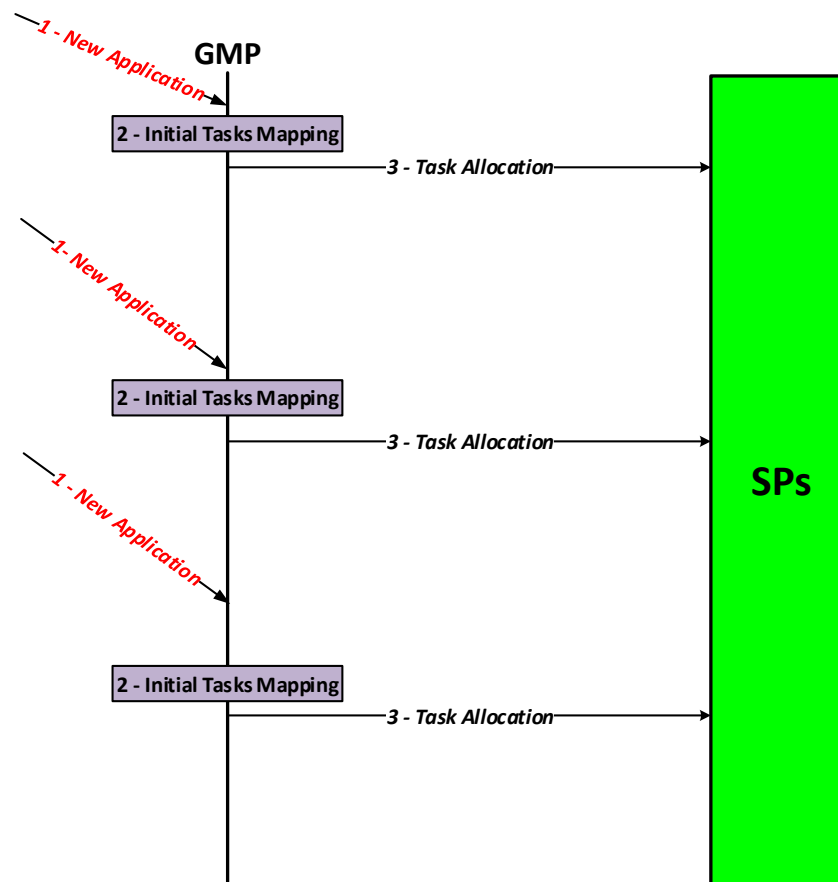 1 - New Application
GMP
2 - Initial Tasks Mapping
3 - Task Allocation
1- New Application
2 - Initial Tasks Mapping
3 - Task Allocation
SPs
1 - New Application
2 - Initial Tasks Mapping
3 - Task Allocation